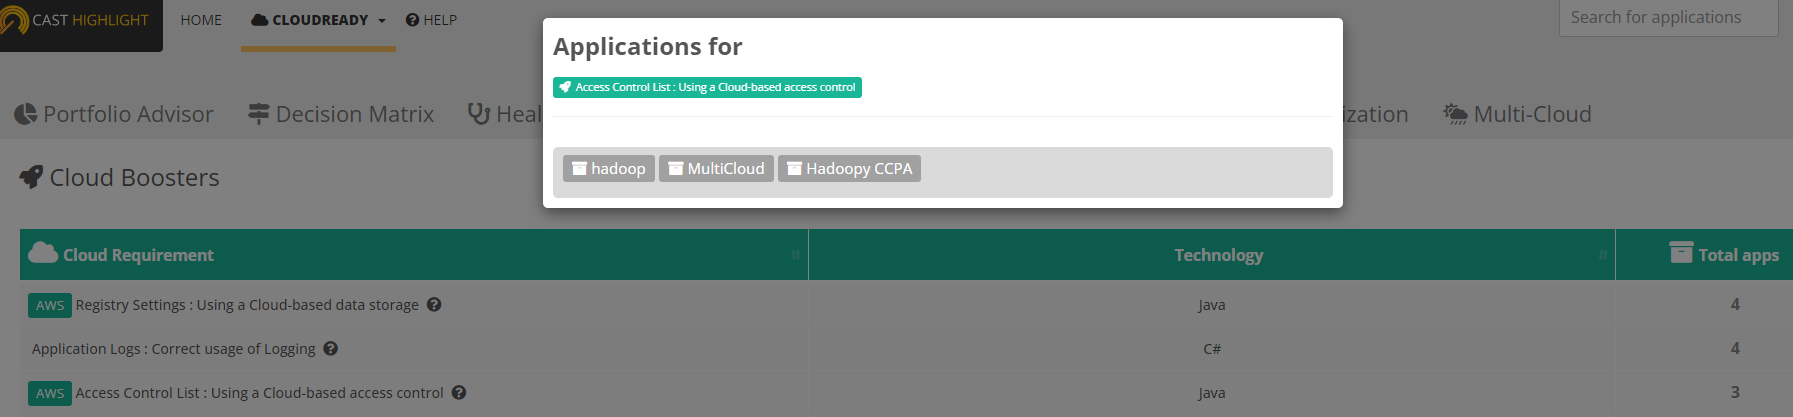 CAST HIGHLIGHT
HOME
CLOUDREADY
HELP
Search for applications
Applications for
Access Control List : Using a Cloud-based access control
hadoop
MultiCloud
Hadoopy CCPA
Portfolio Advisor
Decision Matrix
Heal
ization
Multi-Cloud
Cloud Boosters
Cloud Requirement
Technology
Total apps
AWS Registry Settings : Using a Cloud-based data storage
Java
4
Application Logs : Correct usage of Logging
C#
4
AWS Access Control List : Using a Cloud-based access control
Java
3